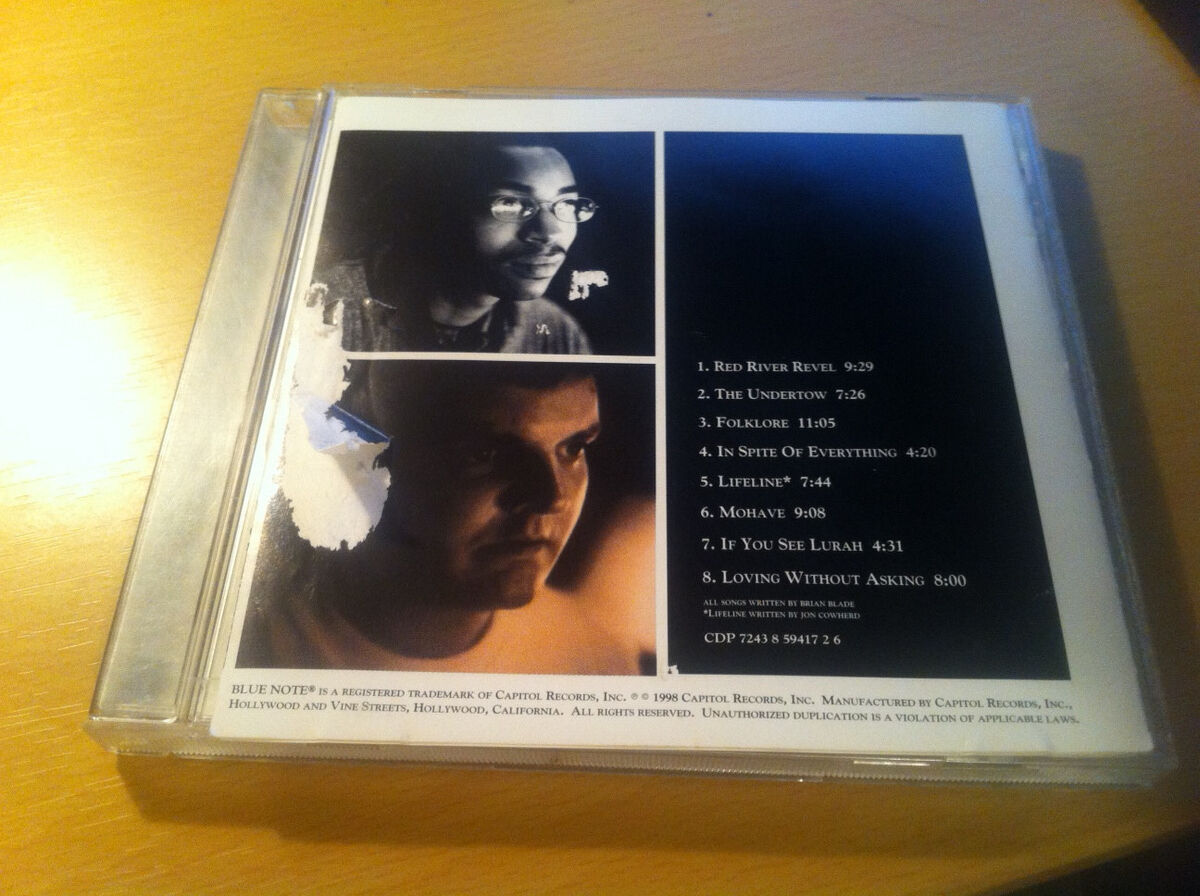 1. RED RIVER REVEL 9:29
2. THE UNDERTOW 7:26
3. FOLKLORE 11:05
4. IN SPITE OF EVERYTHING 4:20
5. LIFELINE* 7:44
6. MOHAVE 9:08
7. IF YOU SEE LURAH 4:31
8. LOVING WITHOUT ASKING 8:00
ALL SONGS WRITTEN BY BRIAN BLADE
*LIFELINE WRITTEN BY JON COWHERD
CDP 7243 8 59417 2 6
BLUE NOTE® IS A REGISTERED TRADEMARK OF CAPITOL RECORDS, INC. ℗ © 1998 CAPITOL RECORDS, INC. MANUFACTURED BY CAPITOL RECORDS, INC.,
HOLLYWOOD AND VINE STREETS, HOLLYWOOD, CALIFORNIA. ALL RIGHTS RESERVED. UNAUTHORIZED DUPLICATION IS A VIOLATION OF APPLICABLE LAWS.